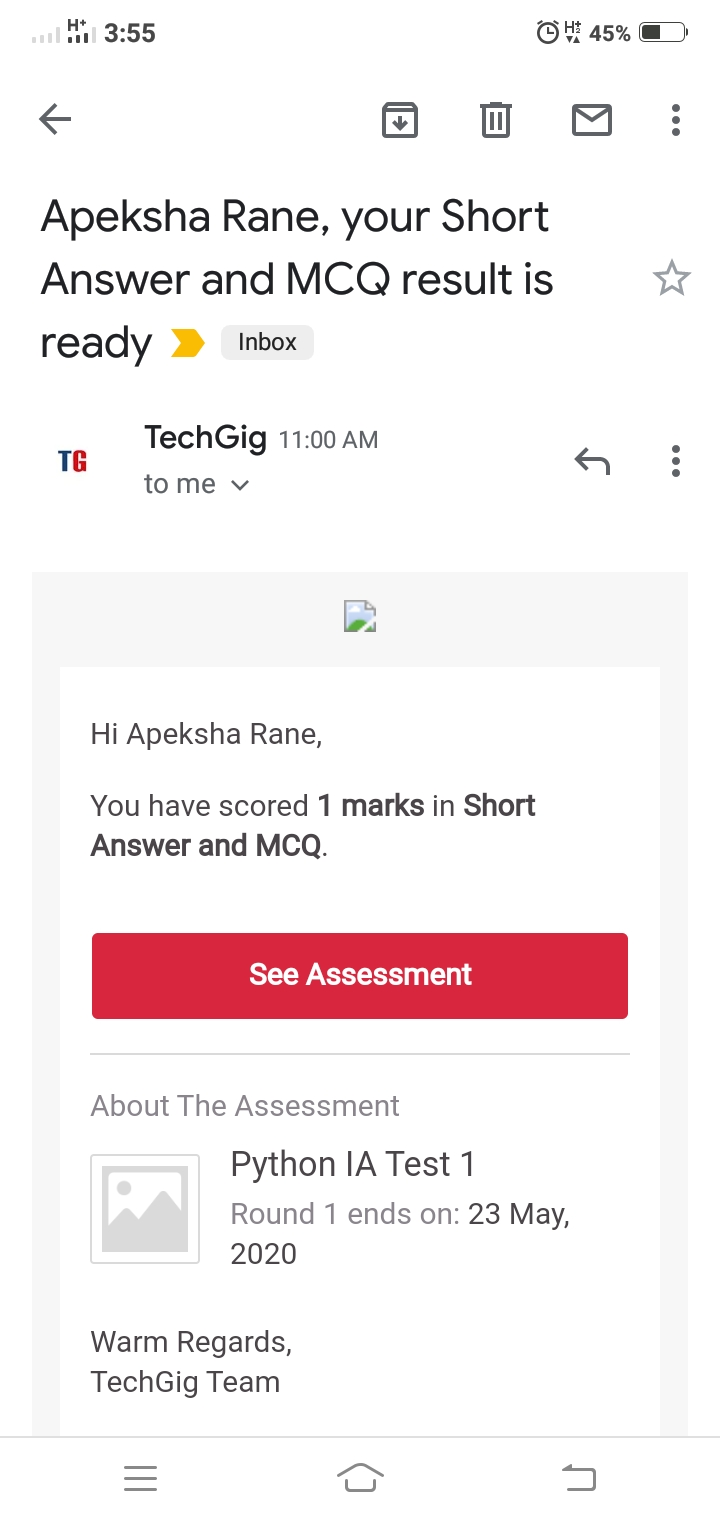 H+ 3:55 H+ 2 45%
Apeksha Rane, your Short
Answer and MCQ result is
ready Inbox
TG TechGig 11:00 AM
to me
Hi Apeksha Rane,
You have scored 1 marks in Short
Answer and MCQ.
See Assessment
About The Assessment
Python IA Test 1
Round 1 ends on: 23 May,
2020
Warm Regards,
TechGig Team